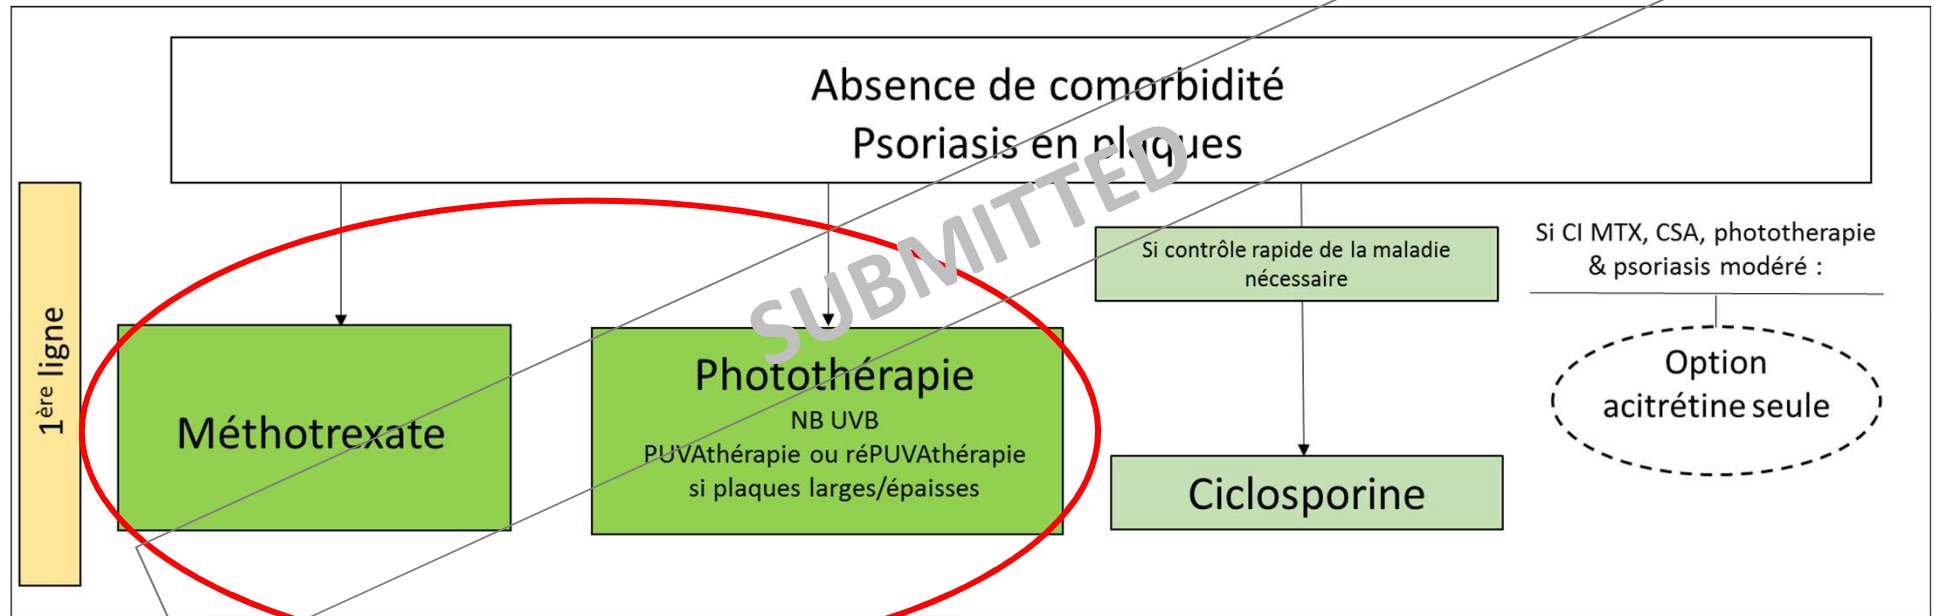 Absence de comorbidité
Psoriasis en plaques
SUBMITTED
1ère ligne
Méthotrexate
Photothérapie
NB UVB
PUVAthérapie ou réPUVAthérapie
si plaques larges/épaisses
Si contrôle rapide de la maladie
nécessaire
Ciclosporine
Si CI MTX, CSA, photothérapie
& psoriasis modéré :
Option
acitrétine seule